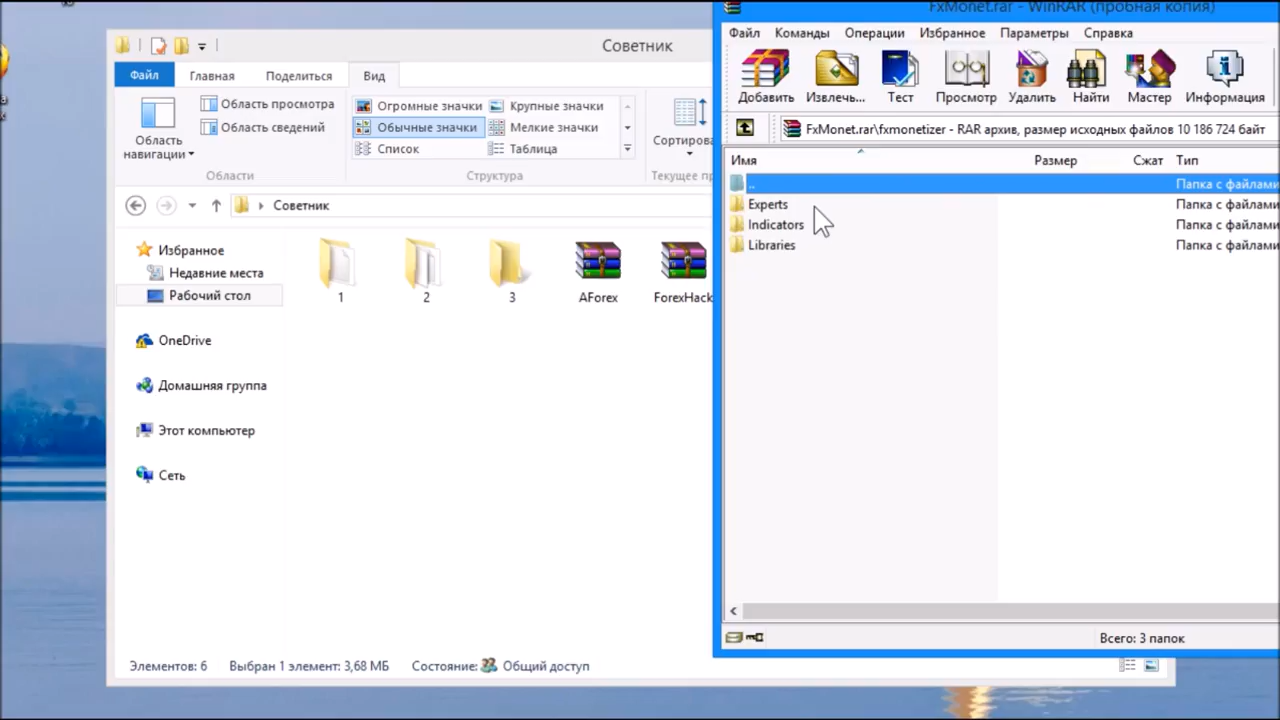 Советник
Файл
Главная
Поделиться
Вид
Область навигации
Область просмотра
Область сведений
Области
Огромные значки
Крупные значки
Обычные значки
Мелкие значки
Список
Таблица
Структура
Сортирова
Текущее пр
Советник
Избранное
Недавние места
Рабочий стол
OneDrive
Домашняя группа
Этот компьютер
Сеть
1
2
3
AForex
ForexHack
Элементов: 6
Выбран 1 элемент: 3,68 МБ
Состояние:
Общий доступ
FxMonet.rar - WinRAR (пробная копия)
Файл
Команды
Операции
Избранное
Параметры
Справка
Добавить
Извлечь...
Тест
Просмотр
Удалить
Найти
Мастер
Информация
FxMonet.rar\fxmonetizer - RAR архив, размер исходных файлов 10 186 724 байт
Имя
Размер
Сжат
Тип
..
Папка с файлами
Experts
Папка с файлами
Indicators
Папка с файлами
Libraries
Папка с файлами
Всего: 3 папок